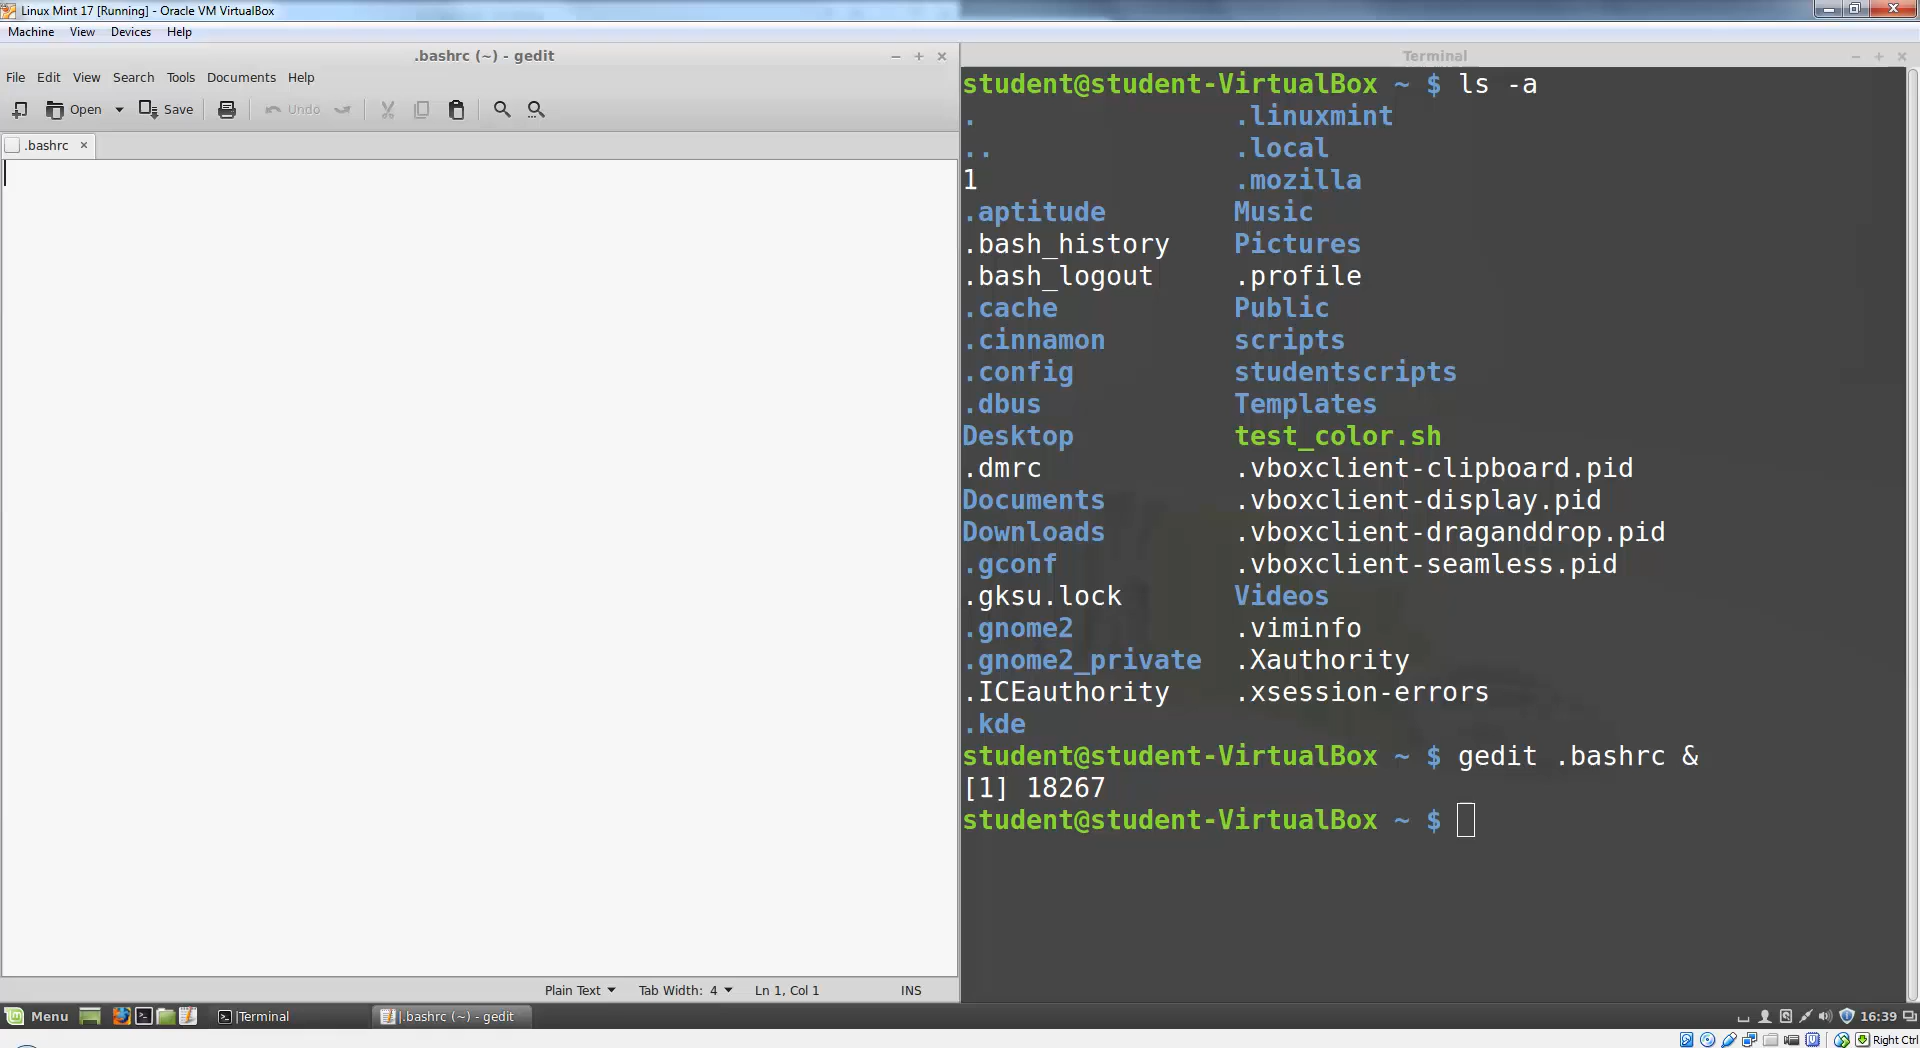 Linux Mint 17 [Running] - Oracle VM VirtualBox
Machine View Devices Help
.bashrc (~) - gedit
File Edit View Search Tools Documents Help
Open Save Undo
.bashrc
Plain Text Tab Width: 4 Ln 1, Col 1 INS
Terminal
student@student-VirtualBox ~ $ ls -a
. .linuxmint
.. .local
1 .mozilla
.aptitude Music
.bash_history Pictures
.bash_logout .profile
.cache Public
.cinnamon scripts
.config studentscripts
.dbus Templates
Desktop test_color.sh
.dmrc .vboxclient-clipboard.pid
Documents .vboxclient-display.pid
Downloads .vboxclient-draganddrop.pid
.gconf .vboxclient-seamless.pid
.gksu.lock Videos
.gnome2 .viminfo
.gnome2_private .Xauthority
.ICEauthority .xsession-errors
.kde
student@student-VirtualBox ~ $ gedit .bashrc &
[1] 18267
student@student-VirtualBox ~ $
Menu Terminal .bashrc (~) - gedit 16:39
Right Ctrl